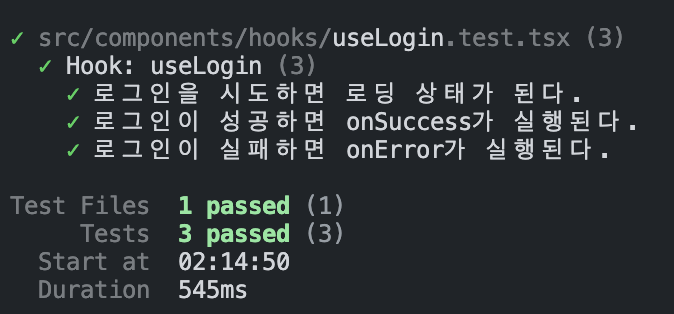 ✓ src/components/hooks/useLogin.test.tsx (3)
✓ Hook: useLogin (3)
✓ 로그인을 시도하면 로딩 상태가 된다.
✓ 로그인이 성공하면 onSuccess가 실행된다.
✓ 로그인이 실패하면 onError가 실행된다.
Test Files 1 passed (1)
Tests 3 passed (3)
Start at 02:14:50
Duration 545ms